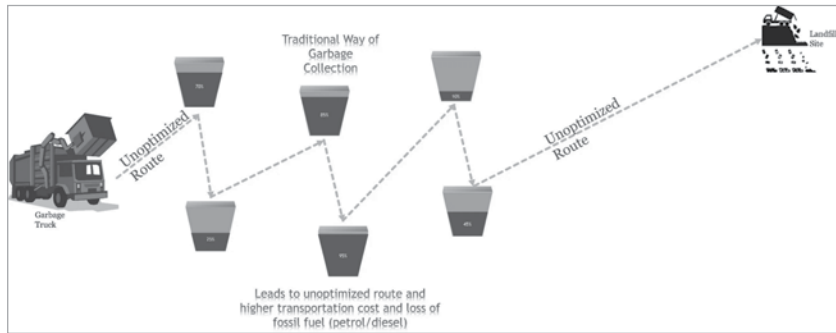 Traditional Way of
Garbage
Collection
LandSill
Site
Unoptimized
Route
Unoptimized
Route
Garbage
Truck
Leads to unoptimized route and
higher transportation cost and loss of
fossil fuel (petrol/diesel)